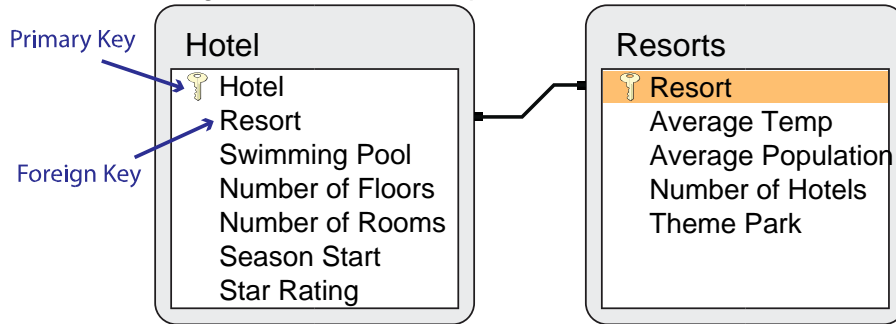 Primary Key
Foreign Key
Hotel
Hotel
Resort
Swimming Pool
Number of Floors
Number of Rooms
Season Start
Star Rating
Resorts
Resort
Average Temp
Average Population
Number of Hotels
Theme Park